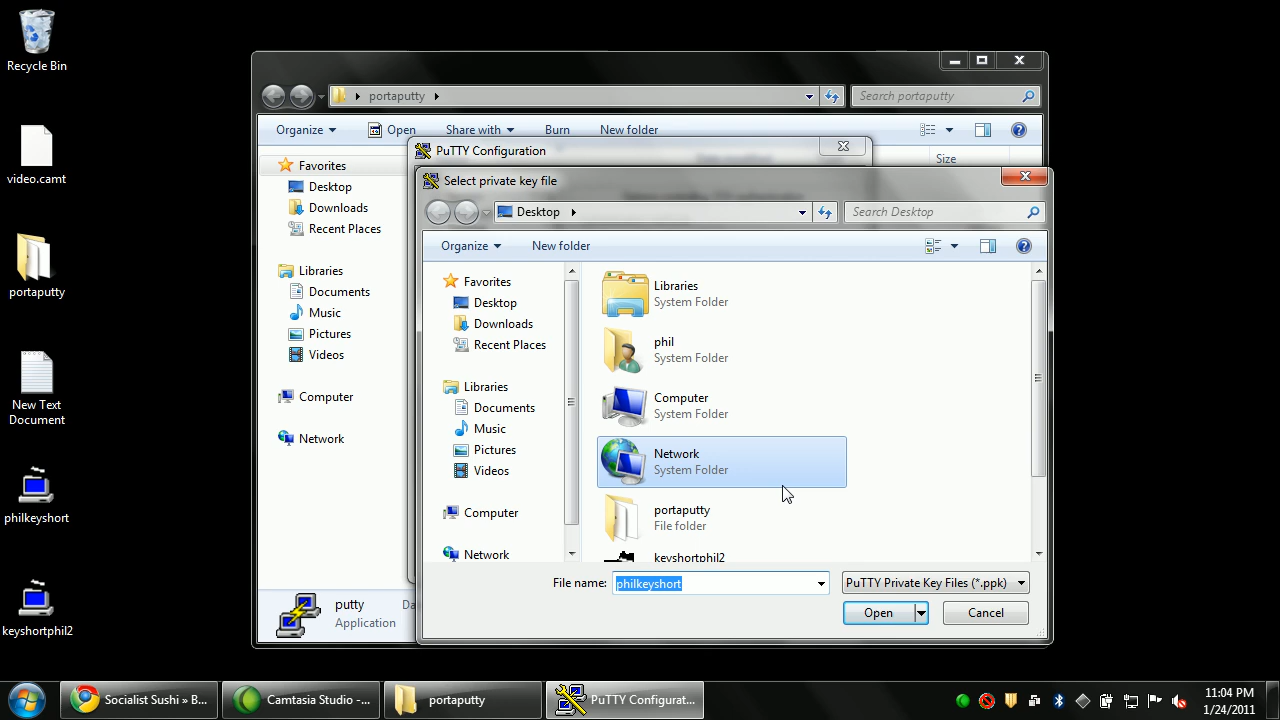 Recycle Bin
video.camt
portaputty
New Text
Document
philkeyshort
keyshortphil2
portaputty
Search portaputty
Organize
Open
Share with
Burn
New folder
Size
Favorites
Desktop
Downloads
Recent Places
Libraries
Documents
Music
Pictures
Videos
Computer
Network
putty
Application
Da
PuTTY Configuration
Select private key file
Desktop
Search Desktop
Organize
New folder
Favorites
Desktop
Downloads
Recent Places
Libraries
Documents
Music
Pictures
Videos
Computer
Network
Libraries
System Folder
phil
System Folder
Computer
System Folder
Network
System Folder
portaputty
File folder
keyshortphil2
File name:
philkeyshort
PuTTY Private Key Files (*.ppk)
Open
Cancel
Socialist Sushi » B...
Camtasia Studio -...
portaputty
PuTTY Configurat...
11:04 PM
1/24/2011